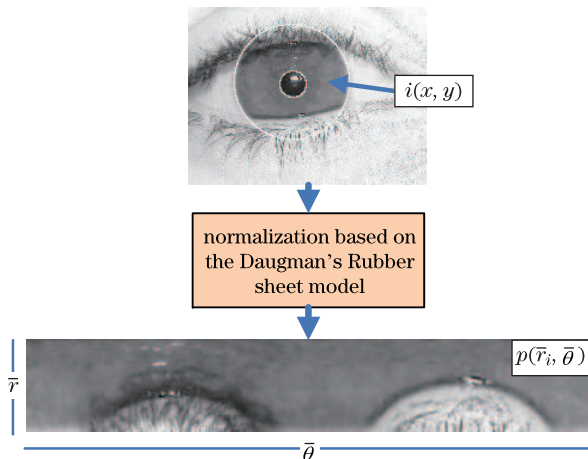 i(x, y)
normalization based on
the Daugman's Rubber
sheet model
r̅
p(r̅ᵢ, θ̅)
θ̅